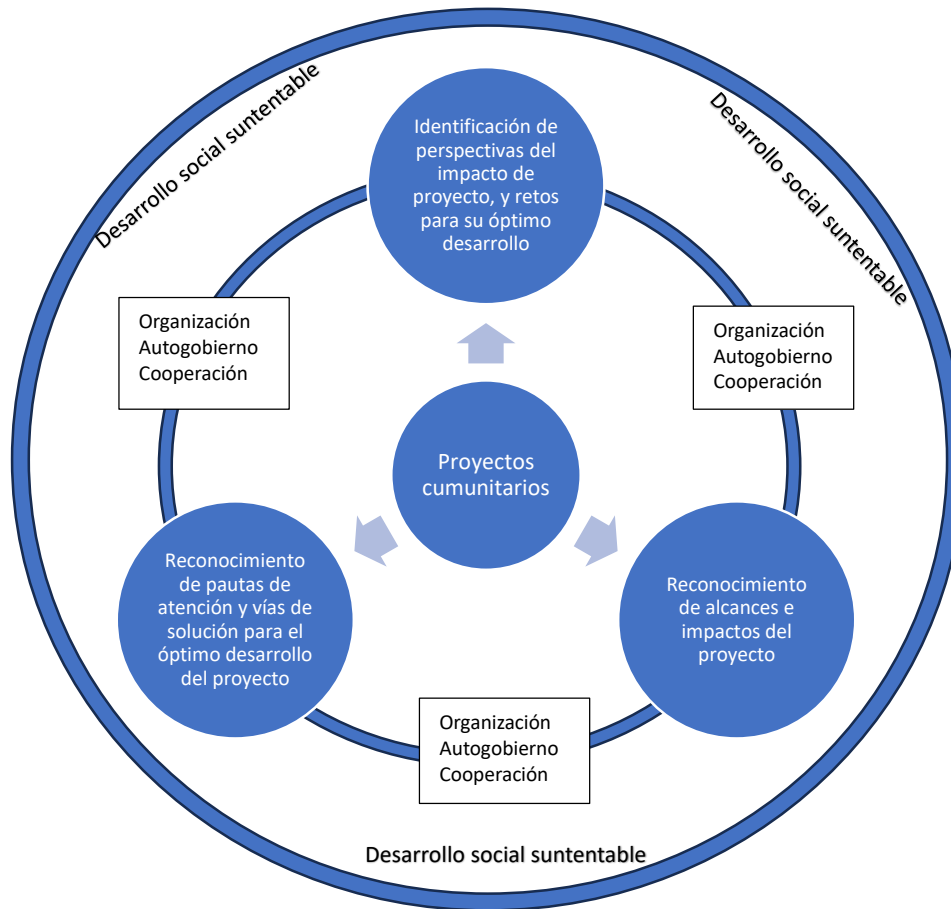 Desarrollo social suntentable
Desarrollo social suntentable
Identificación de
perspectivas del
impacto de
proyecto, y retos
para su óptimo
desarrollo
Organización
Autogobierno
Cooperación
Organización
Autogobierno
Cooperación
Proyectos
cumunitarios
Reconocimiento
de pautas de
atención y vías de
solución para el
óptimo desarrollo
del proyecto
Reconocimiento
de alcances e
impactos del
proyecto
Organización
Autogobierno
Cooperación
Desarrollo social suntentable